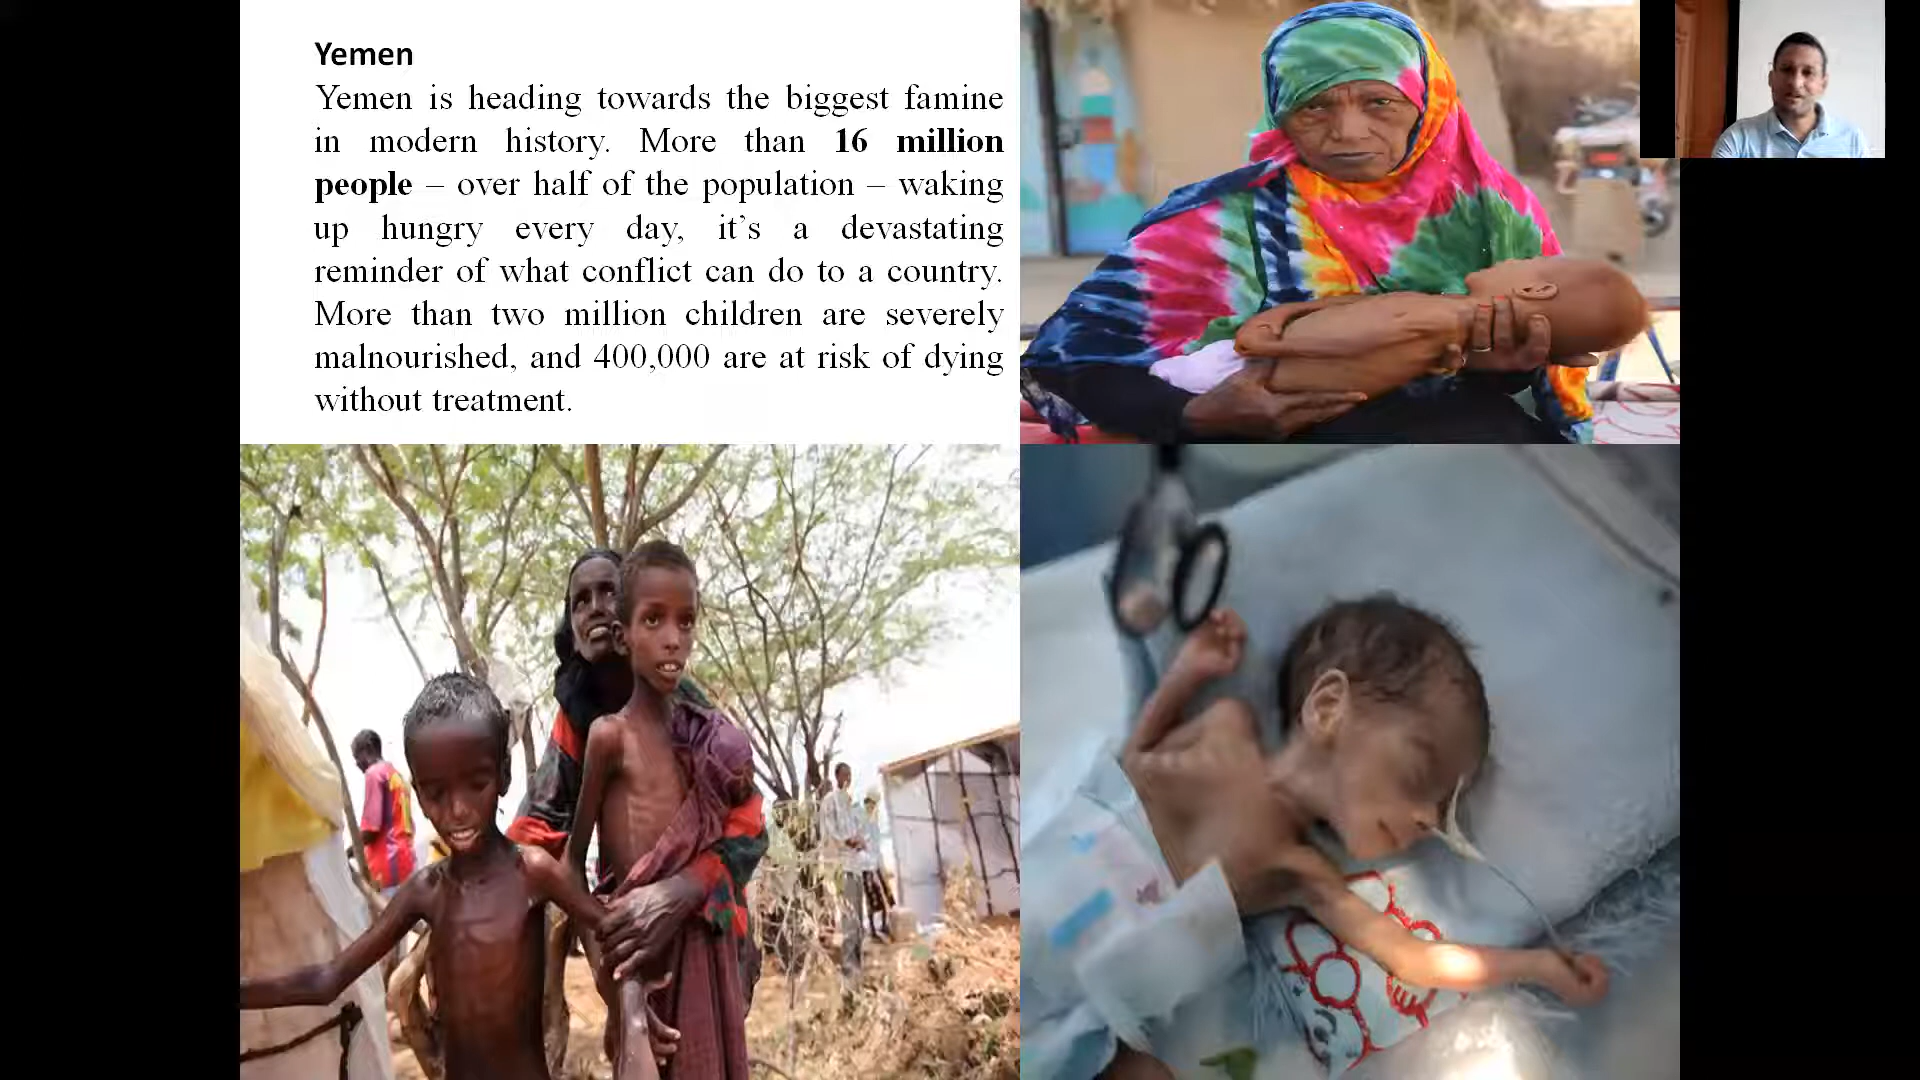 Yemen
Yemen is heading towards the biggest famine
in modern history. More than 16 million
people – over half of the population – waking
up hungry every day, it’s a devastating
reminder of what conflict can do to a country.
More than two million children are severely
malnourished, and 400,000 are at risk of dying
without treatment.